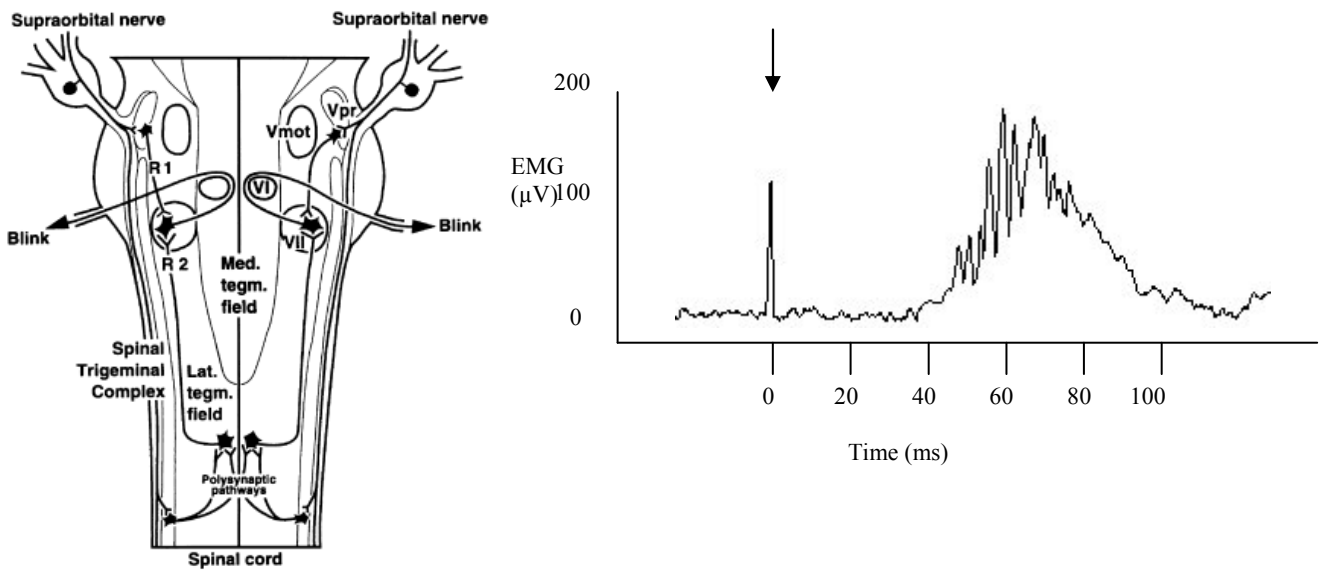 Supraorbital nerve
Supraorbital nerve
Vpr
Vmot
R 1
VI
Blink
Blink
VII
R 2
Med.
tegm.
field
Spinal
Trigeminal
Complex
Lat.
tegm.
field
Polysynaptic
pathways
Spinal cord
200
EMG
(µV)
100
0
0 20 40 60 80 100
Time (ms)